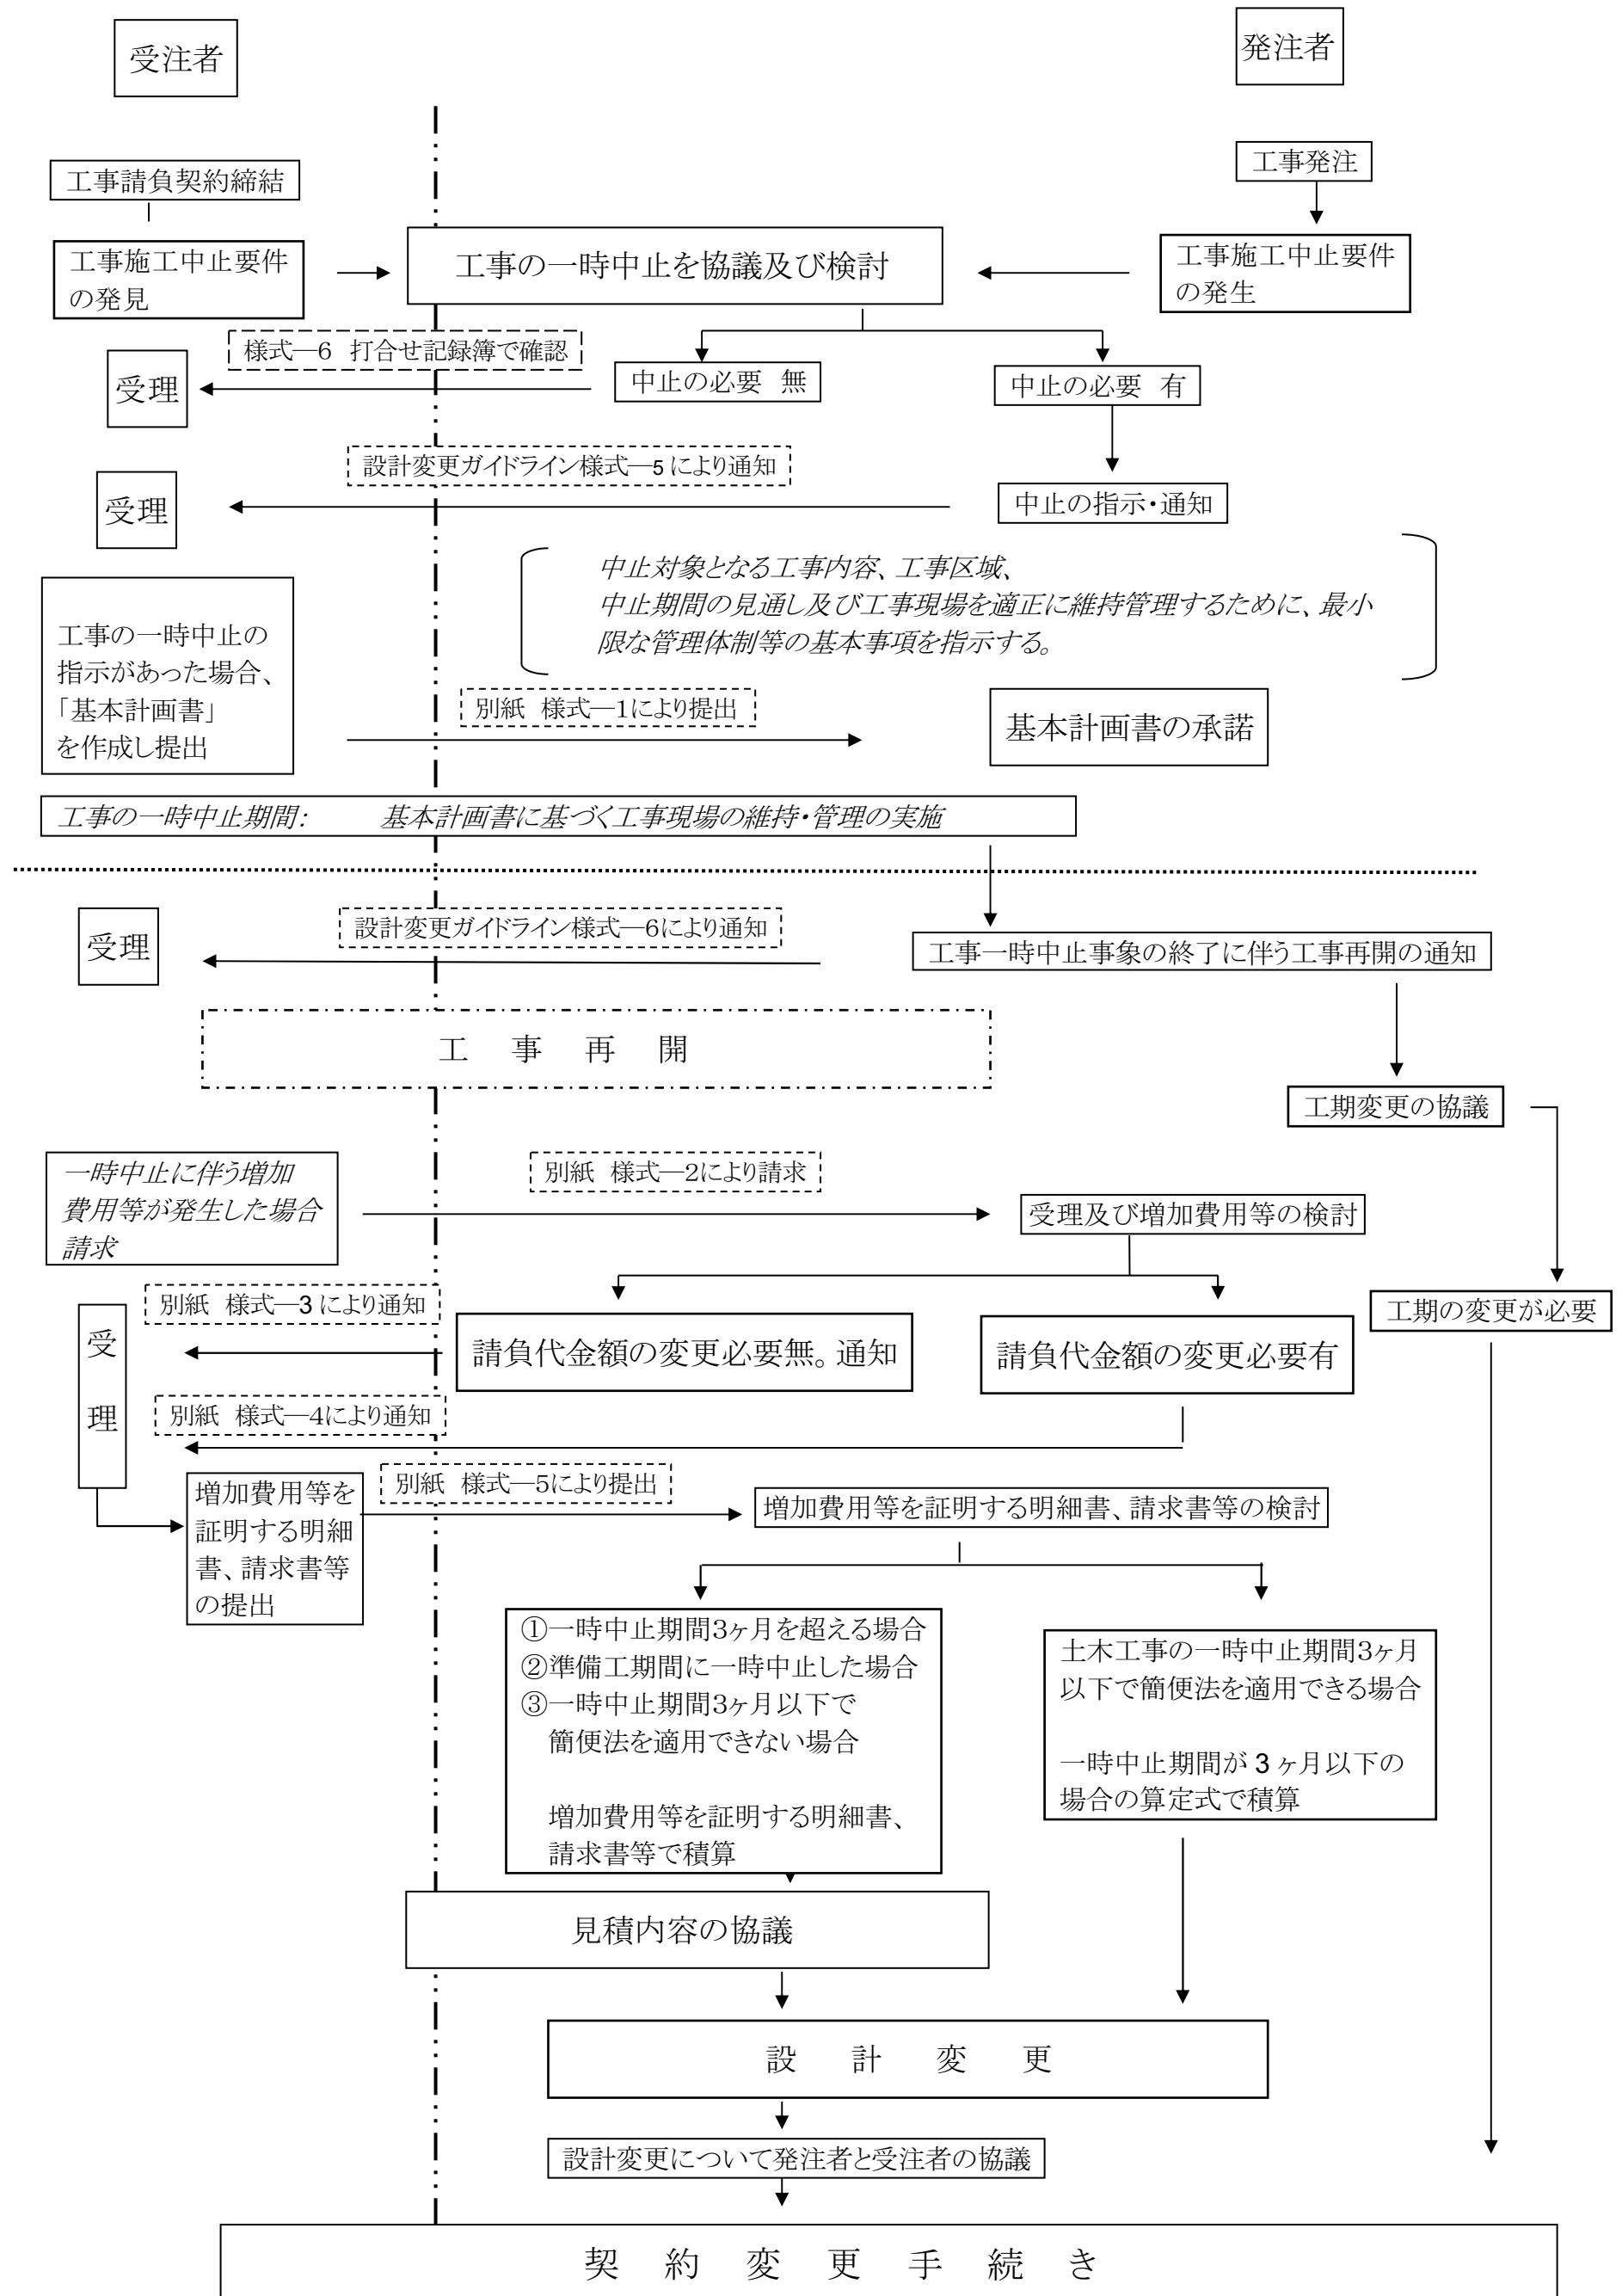 受注者
発注者
工事発注
工事請負契約締結
工事施工中止要件
の発見
工事の一時中止を協議及び検討
工事施工中止要件
の発生
様式―6　打合せ記録簿で確認
受理
中止の必要　無
中止の必要　有
設計変更ガイドライン様式―5により通知
受理
中止の指示・通知
中止対象となる工事内容、工事区域、
中止期間の見通し及び工事現場を適正に維持管理するために、最小
限な管理体制等の基本事項を指示する。
工事の一時中止の
指示があった場合、
「基本計画書」
を作成し提出
別紙　様式―1により提出
基本計画書の承諾
工事の一時中止期間：　　　基本計画書に基づく工事現場の維持・管理の実施
受理
設計変更ガイドライン様式―6により通知
工事一時中止事象の終了に伴う工事再開の通知
工　事　再　開
工期変更の協議
一時中止に伴う増加
費用等が発生した場合
請求
別紙　様式―2により請求
受理及び増加費用等の検討
別紙　様式―3により通知
工期の変更が必要
受
理
請負代金額の変更必要無。通知
請負代金額の変更必要有
別紙　様式―4により通知
別紙　様式―5により提出
増加費用等を
証明する明細
書、請求書等
の提出
増加費用等を証明する明細書、請求書等の検討
①一時中止期間3ヶ月を超える場合
②準備工期間に一時中止した場合
③一時中止期間3ヶ月以下で
簡便法を適用できない場合
増加費用等を証明する明細書、
請求書等で積算
土木工事の一時中止期間3ヶ月
以下で簡便法を適用できる場合
一時中止期間が3ヶ月以下の
場合の算定式で積算
見積内容の協議
設　計　変　更
設計変更について発注者と受注者の協議
契　約　変　更　手　続　き